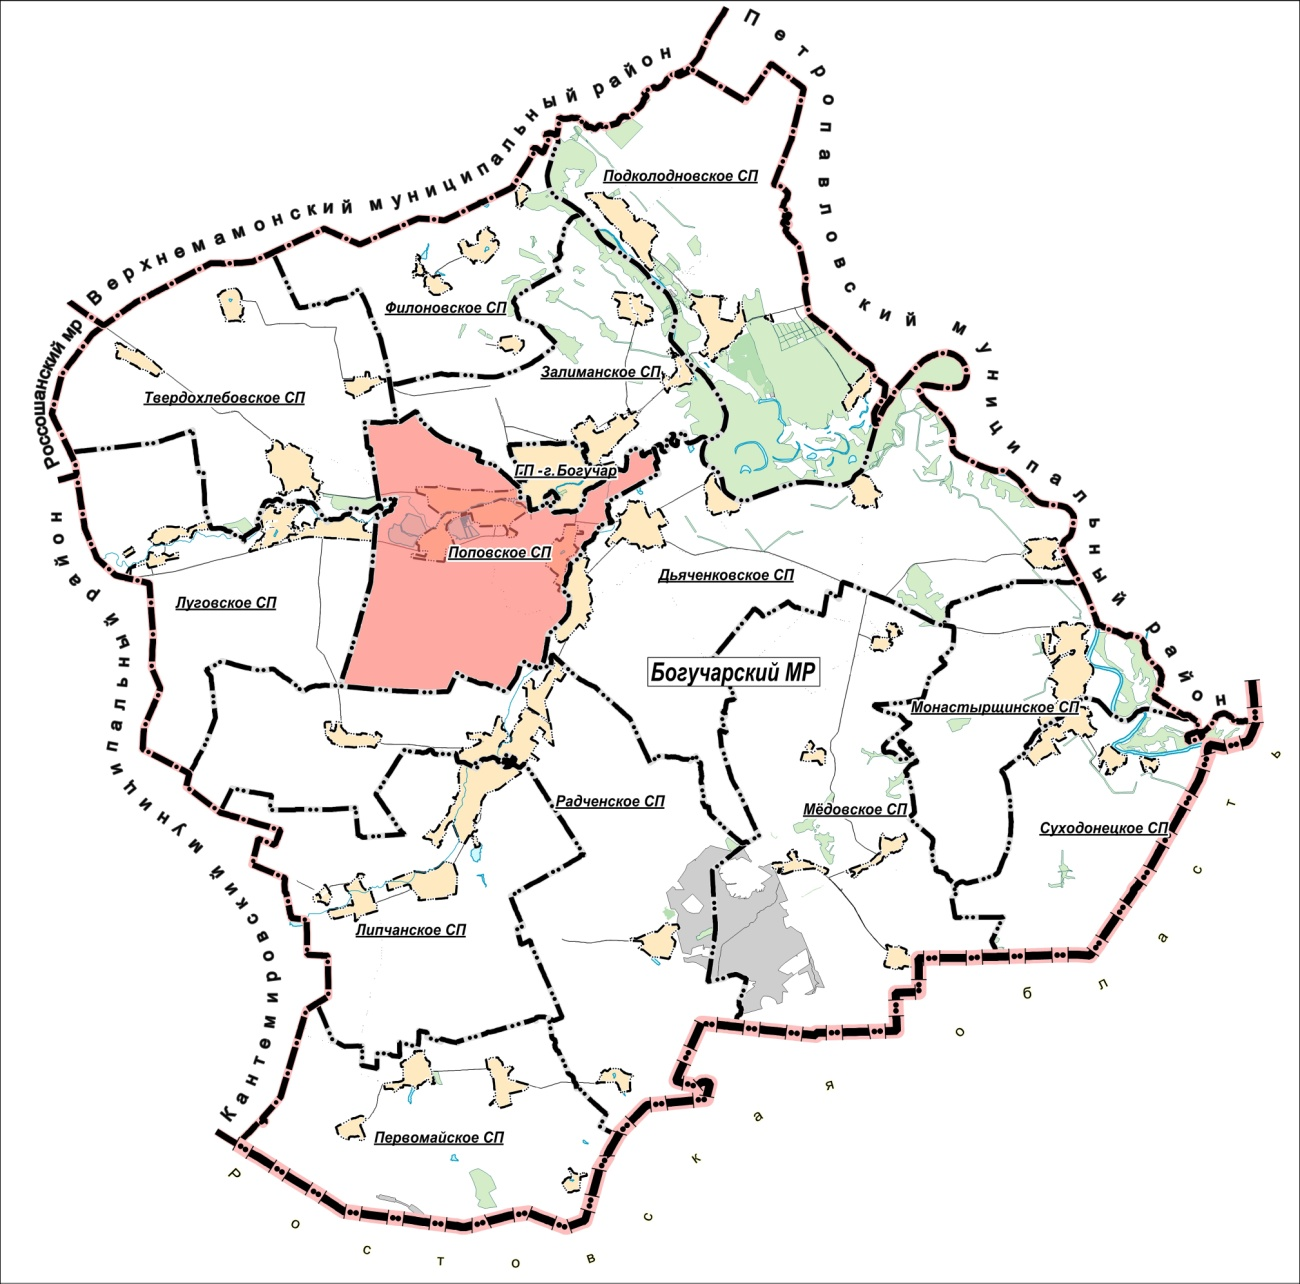 Петропавловский муниципальный район
Верхнемамонский муниципальный район
Подколодновское СП
Филоновское СП
Россошанский мр
Залиманское СП
Твердохлебовское СП
ГП -г. Богучар
Поповское СП
Дьяченковское СП
Луговское СП
Богучарский МР
Монастырщинское СП
Радченское СП
Мёдовское СП
Суходонецкое СП
Липчанское СП
Первомайское СП
Кантемировский муниципальный район
Ростовская область